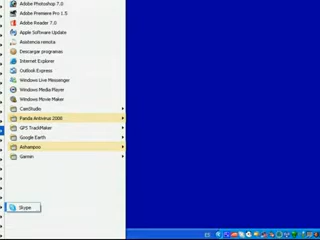 Adobe Photoshop 7.0
Adobe Premiere Pro 1.5
Adobe Reader 7.0
Apple Software Update
Asistencia remota
Descargar programas
Internet Explorer
Outlook Express
Windows Live Messenger
Windows Media Player
Windows Movie Maker
CamStudio
Panda Antivirus 2008
GPS TrackMaker
Google Earth
Ashampoo
Garmin
Skype
ES